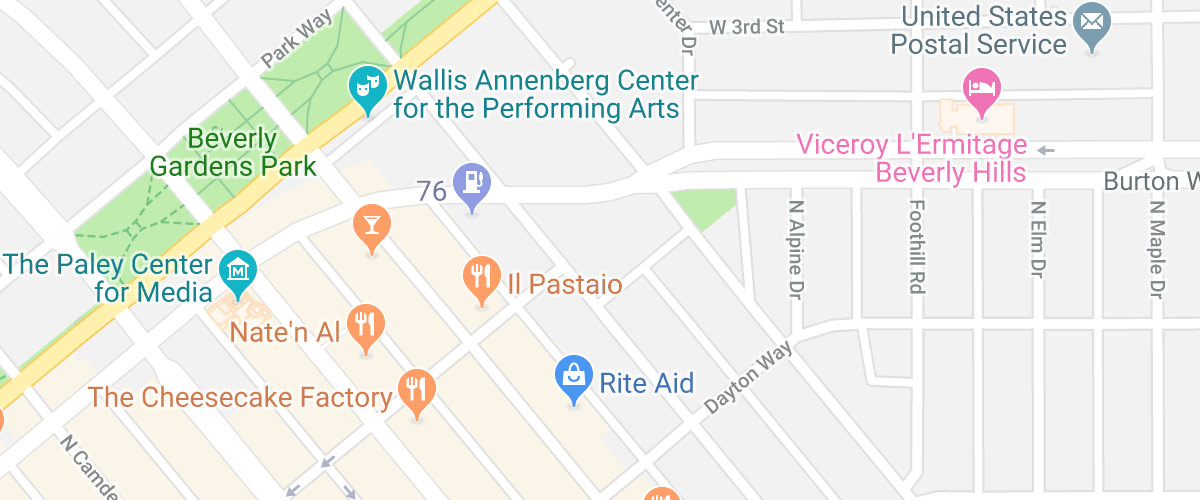 Park Way
enter Dr
W 3rd St
United States
Postal Service
Wallis Annenberg Center
for the Performing Arts
Beverly
Gardens Park
Viceroy L'Ermitage
Beverly Hills
76
Burton W
N Alpine Dr
Foothill Rd
N Elm Dr
N Maple Dr
The Paley Center
for Media
Il Pastaio
Nate'n Al
Rite Aid
Dayton Way
The Cheesecake Factory
N Camde